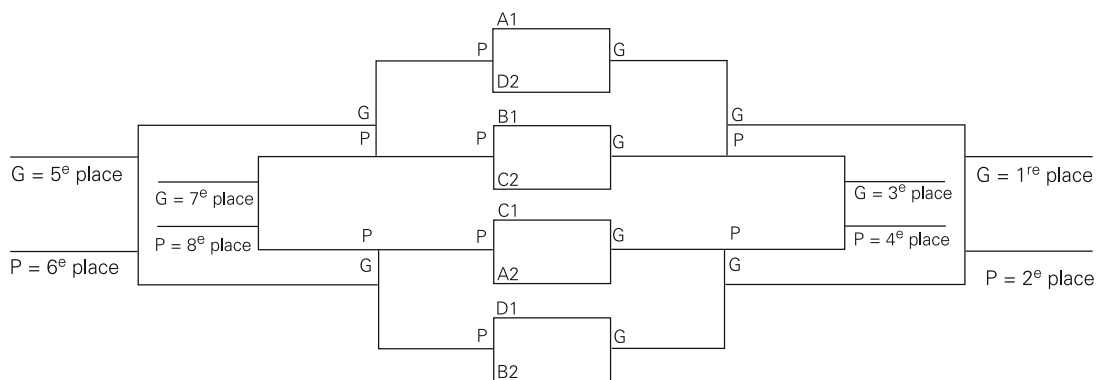 A1
P G
D2
G G
B1
P P G P
G = 5e place C2 G = 1re place
G = 7e place G = 3e place
C1
P = 8e place P P G P P = 4e place
P = 6e place G A2 G P = 2e place
D1
P G
B2